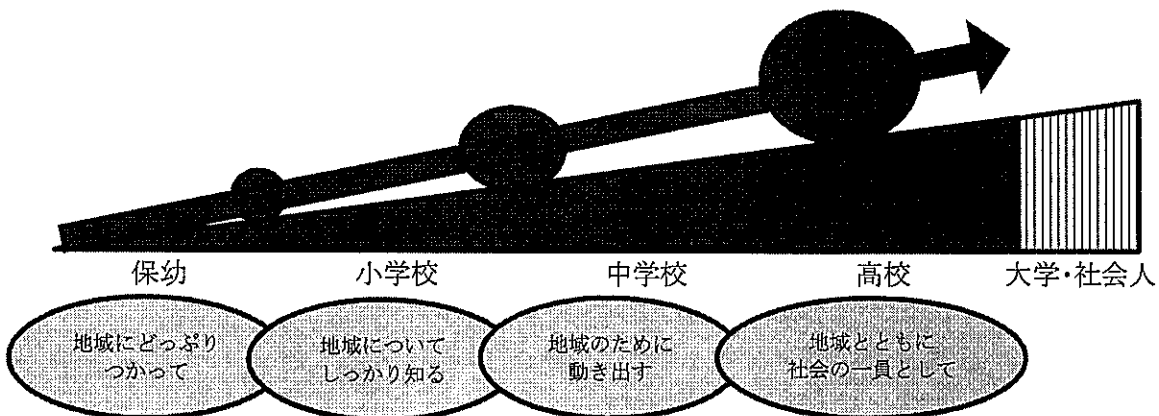 保幼
小学校
中学校
高校
大学・社会人
地域にどっぷり
つかって
地域について
しっかり知る
地域のために
動き出す
地域とともに
社会の一員として